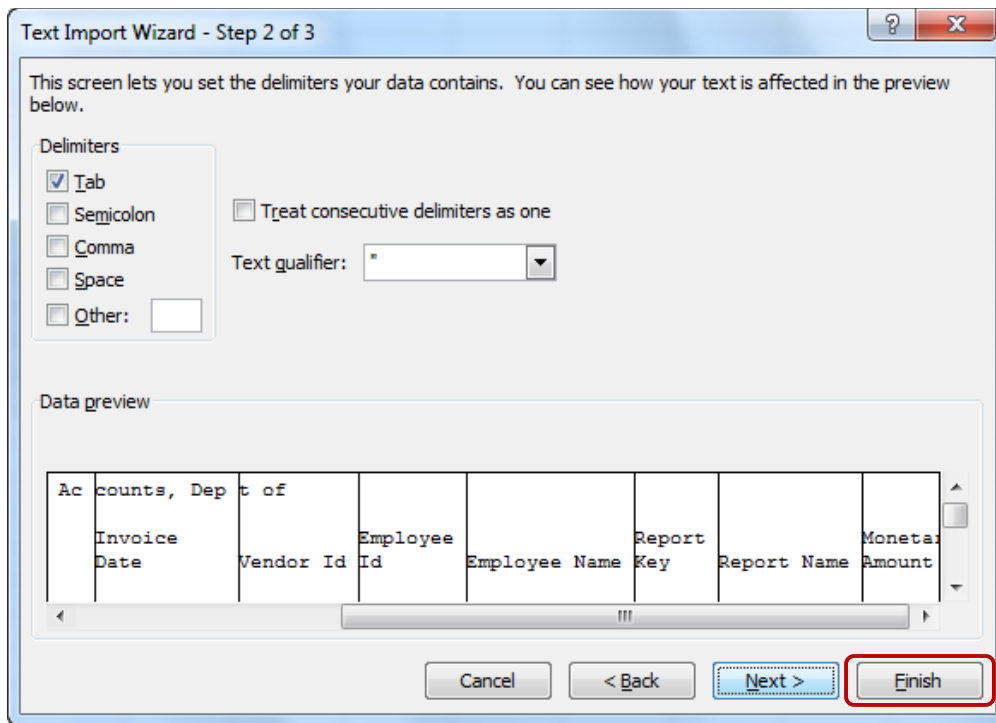 Text Import Wizard - Step 2 of 3
This screen lets you set the delimiters your data contains.  You can see how your text is affected in the preview
below.
Delimiters
Tab
Semicolon
Comma
Space
Other:
Treat consecutive delimiters as one
Text qualifier: "
Data preview
Ac counts, Dep t of
Invoice Employee Report Monetar
Date Vendor Id Id Employee Name Key Report Name Amount
Cancel < Back Next > Finish